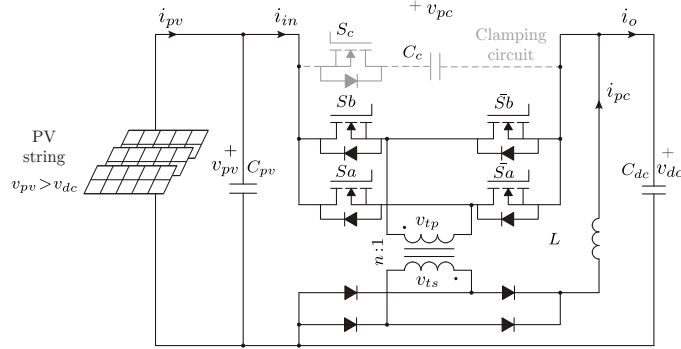 + v_pc
i_pv
i_in
S_c
C_c
Clamping
circuit
i_o
i_pc
Sb
S̄b
PV
string
v_pv > v_dc
+
v_pv
C_pv
Sa
S̄a
C_dc
+
v_dc
n:1
v_tp
v_ts
L